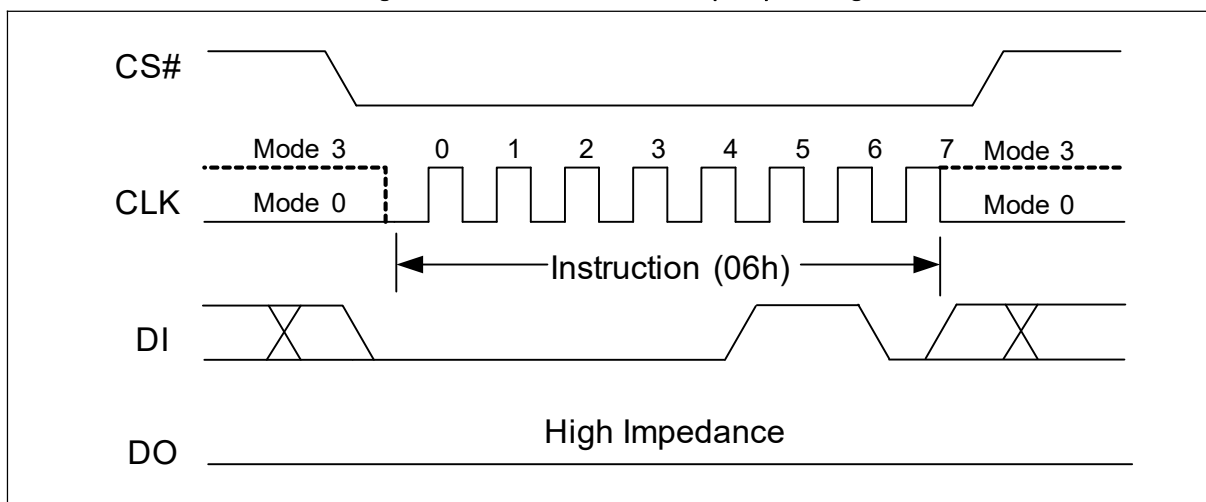 CS#
Mode 3 0 1 2 3 4 5 6 7 Mode 3
CLK Mode 0 Mode 0
Instruction (06h)
DI
High Impedance
DO